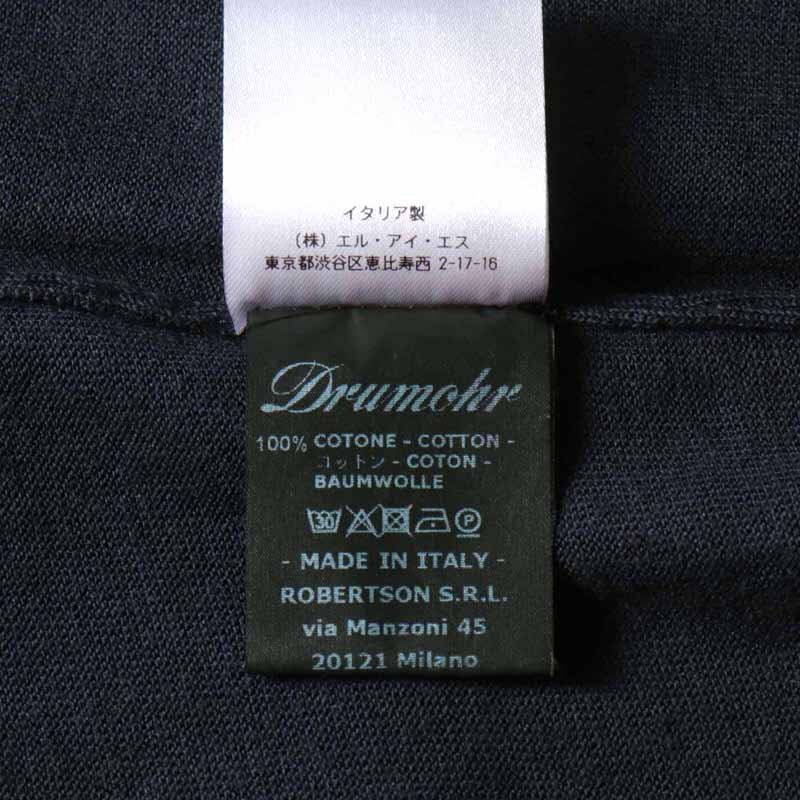 イタリア製
（株）エル・アイ・エス
東京都渋谷区恵比寿西 2-17-16
Drumohr
100% COTONE - COTTON -
コットン - COTON -
BAUMWOLLE
30 P
- MADE IN ITALY -
ROBERTSON S.R.L.
via Manzoni 45
20121 Milano